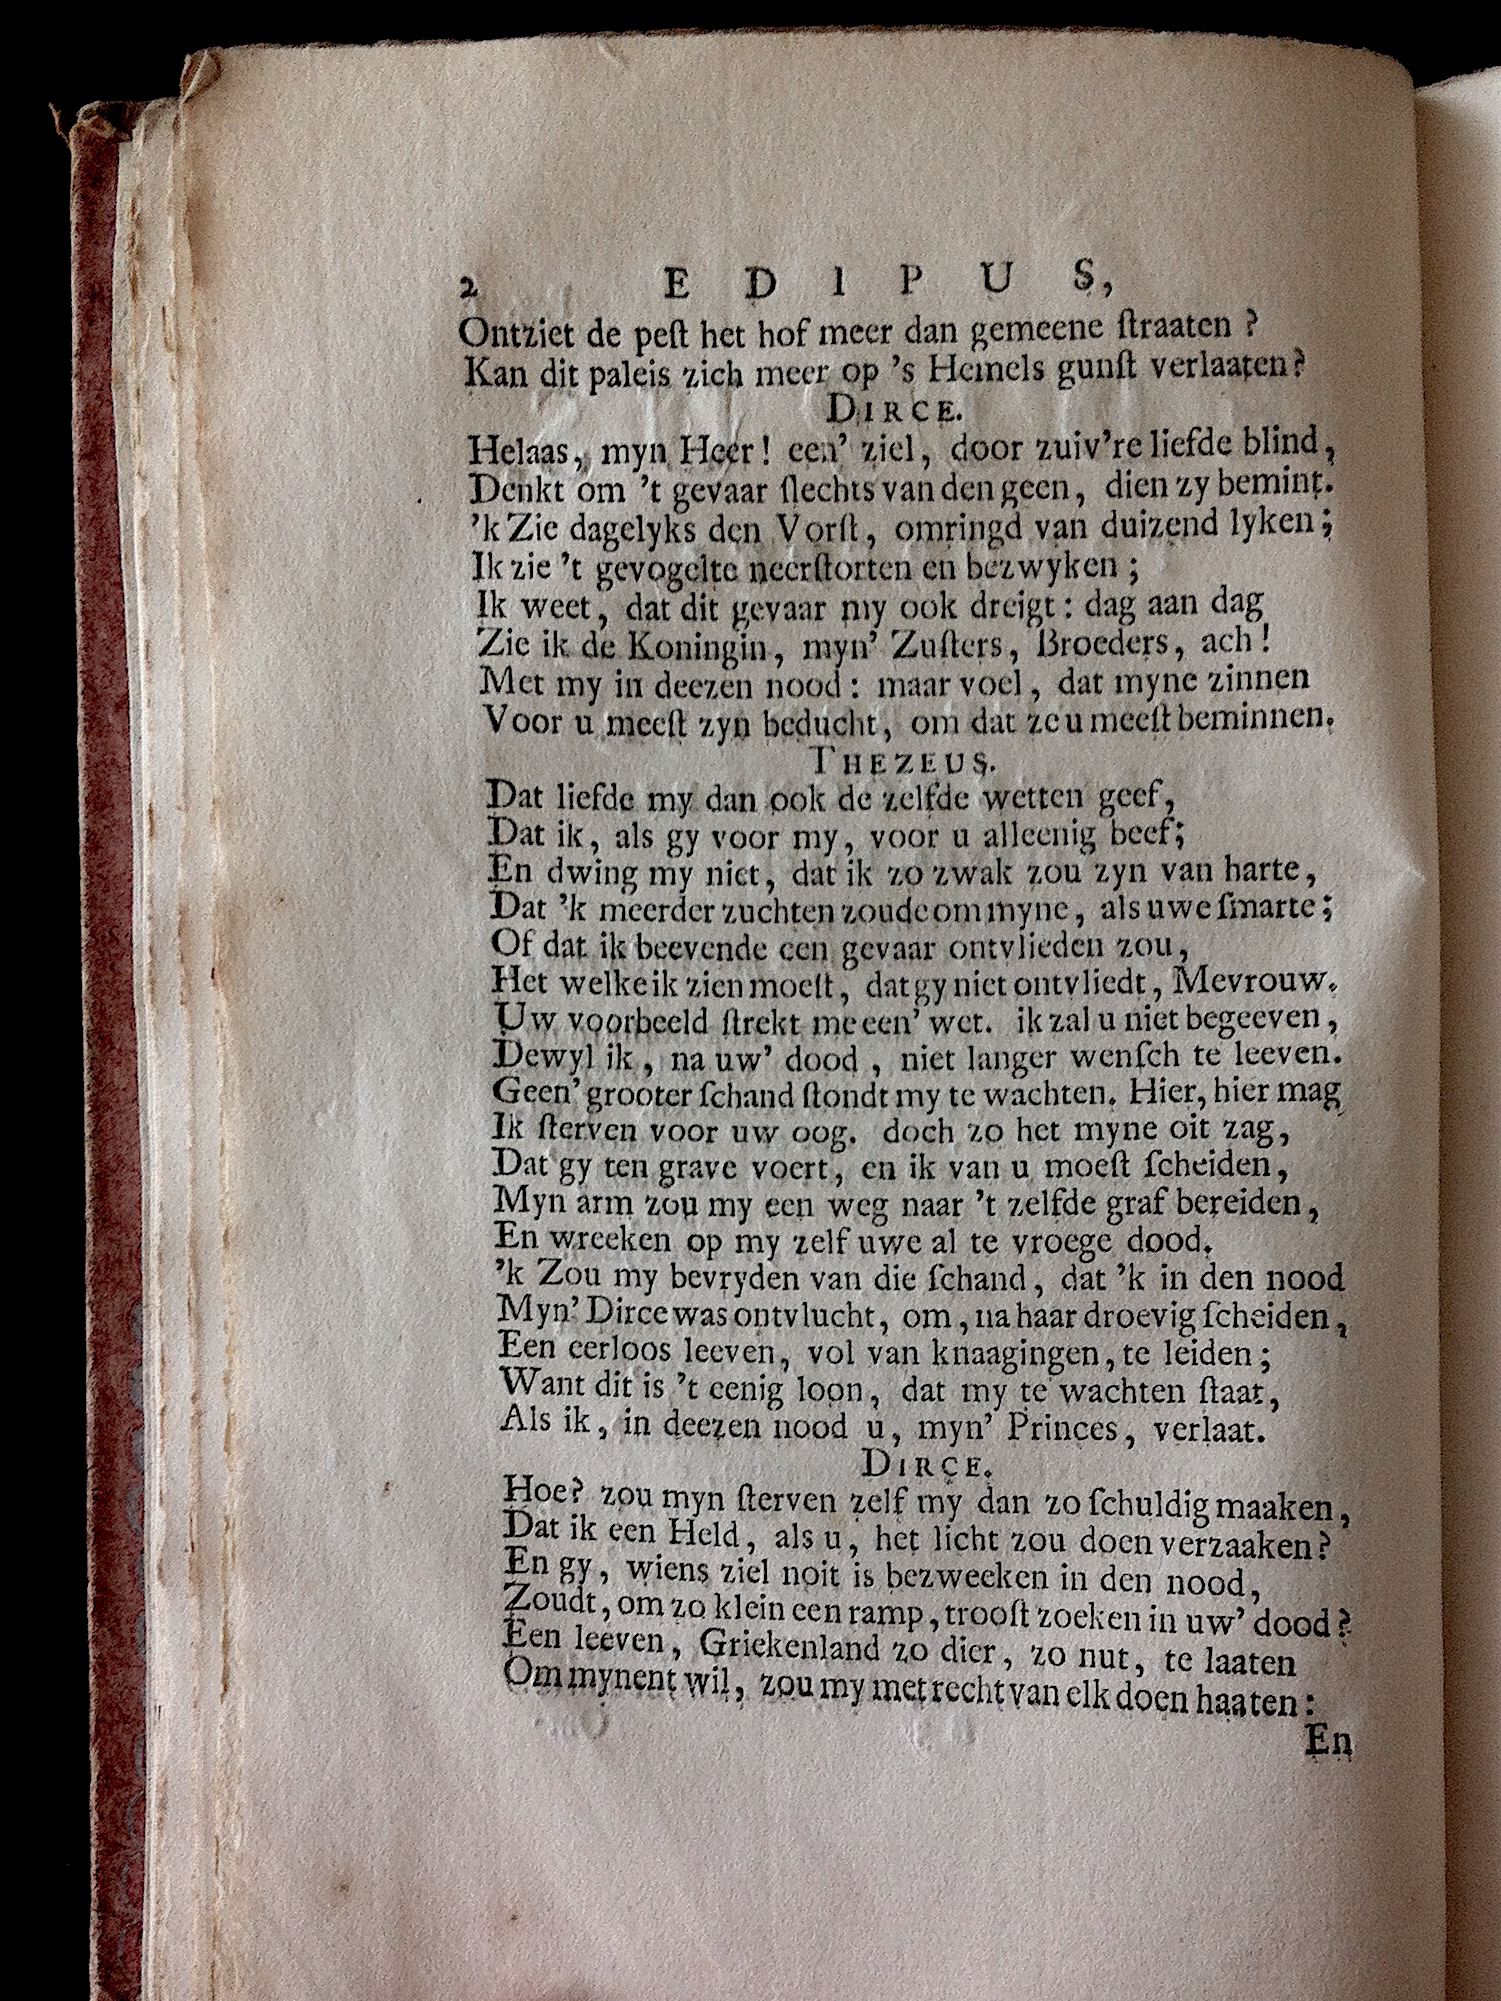 2 EDIPUS,
Ontziet de peſt het hof meer dan gemeene ſtraaten ?
Kan dit paleis zich meer op 's Hemels gunſt verlaaten?
DIRCE.
Helaas, myn Heer! een' ziel, door zuiv're liefde blind,
Denkt om 't gevaar ſlechts van den geen, dien zy bemint.
'k Zie dagelyks den Vorſt, omringd van duizend lyken;
Ik zie 't gevogelte neerſtorten en bezwyken ;
Ik weet, dat dit gevaar my ook dreigt: dag aan dag
Zie ik de Koningin, myn' Zuſters, Broeders, ach!
Met my in deezen nood: maar voel, dat myne zinnen
Voor u meeſt zyn beducht, om dat ze u meeſt beminnen.
THEZEUS.
Dat liefde my dan ook de zelfde wetten geef,
Dat ik, als gy voor my, voor u alleenig beef;
En dwing my niet, dat ik zo zwak zou zyn van harte,
Dat 'k meerder zuchten zoude om myne, als uwe ſmarte;
Of dat ik beevende een gevaar ontvlieden zou,
Het welke ik zien moeſt, dat gy niet ontvliedt, Mevrouw.
Uw voorbeeld ſtrekt me een' wet. ik zal u niet begeeven,
Dewyl ik, na uw' dood, niet langer wenſch te leeven.
Geen' grooter ſchand ſtondt my te wachten. Hier, hier mag
Ik ſterven voor uw oog. doch zo het myne oit zag,
Dat gy ten grave voert, en ik van u moeſt ſcheiden,
Myn arm zou my een weg naar 't zelfde graf bereiden,
En wreeken op my zelf uwe al te vroege dood.
'k Zou my bevryden van die ſchand, dat 'k in den nood
Myn' Dirce was ontvlucht, om, na haar droevig ſcheiden,
Een eerloos leeven, vol van knaagingen, te leiden;
Want dit is 't eenig loon, dat my te wachten ſtaat,
Als ik, in deezen nood u, myn' Princes, verlaat.
DIRCE.
Hoe? zou myn ſterven zelf my dan zo ſchuldig maaken,
Dat ik een Held, als u, het licht zou doen verzaaken?
En gy, wiens ziel noit is bezweeken in den nood,
Zoudt, om zo klein een ramp, trooſt zoeken in uw' dood?
Een leeven, Griekenland zo dier, zo nut, te laaten
Om mynent wil, zou my met recht van elk doen haaten:
En